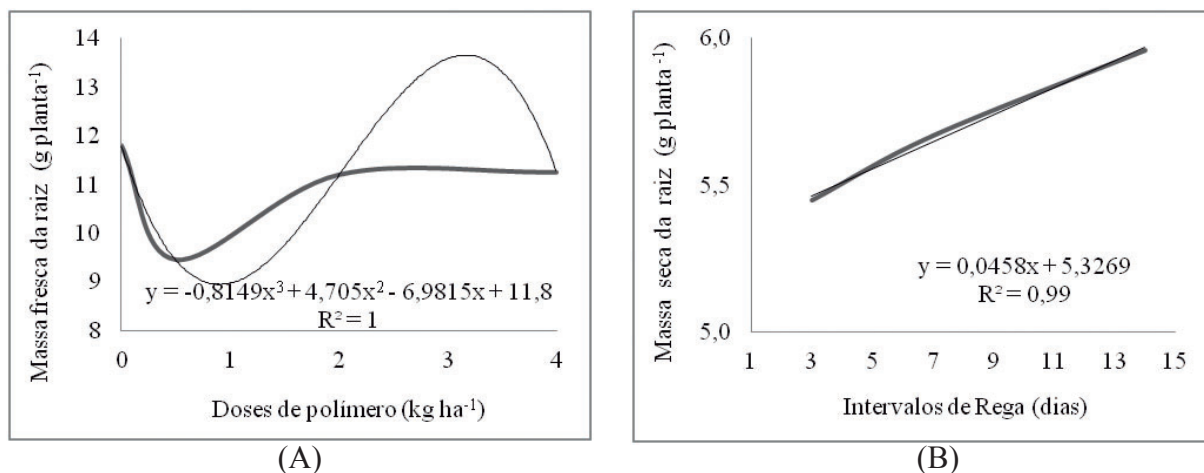 Massa fresca da raiz (g planta-1)
14
13
12
11
10
9
8
y = -0,8149x³ + 4,705x² - 6,9815x + 11,8
R² = 1
0 1 2 3 4
Doses de polímero (kg ha-1)
(A)
Massa seca da raiz (g planta -1)
6,0
5,5
5,0
y = 0,0458x + 5,3269
R² = 0,99
1 3 5 7 9 11 13 15
Intervalos de Rega (dias)
(B)